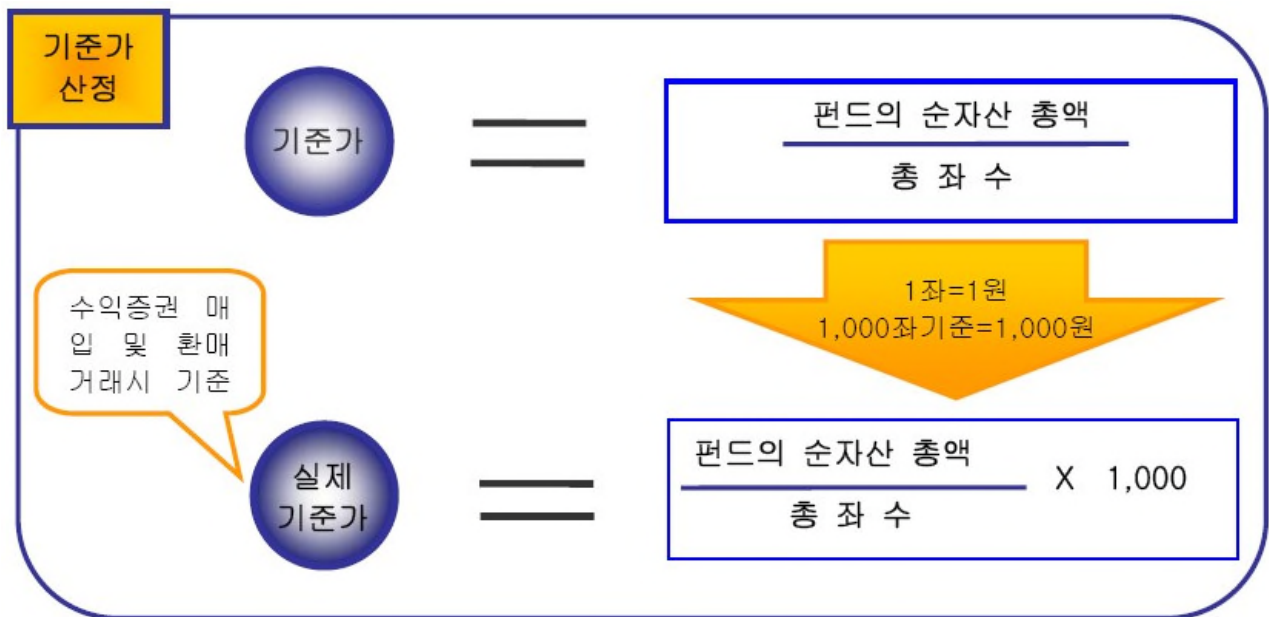 기준가
산정
기준가
펀드의 순자산 총액
총 좌 수
1좌=1원
1,000좌기준=1,000원
수익증권 매
입 및 환매
거래시 기준
실제
기준가
펀드의 순자산 총액
X 1,000
총 좌 수